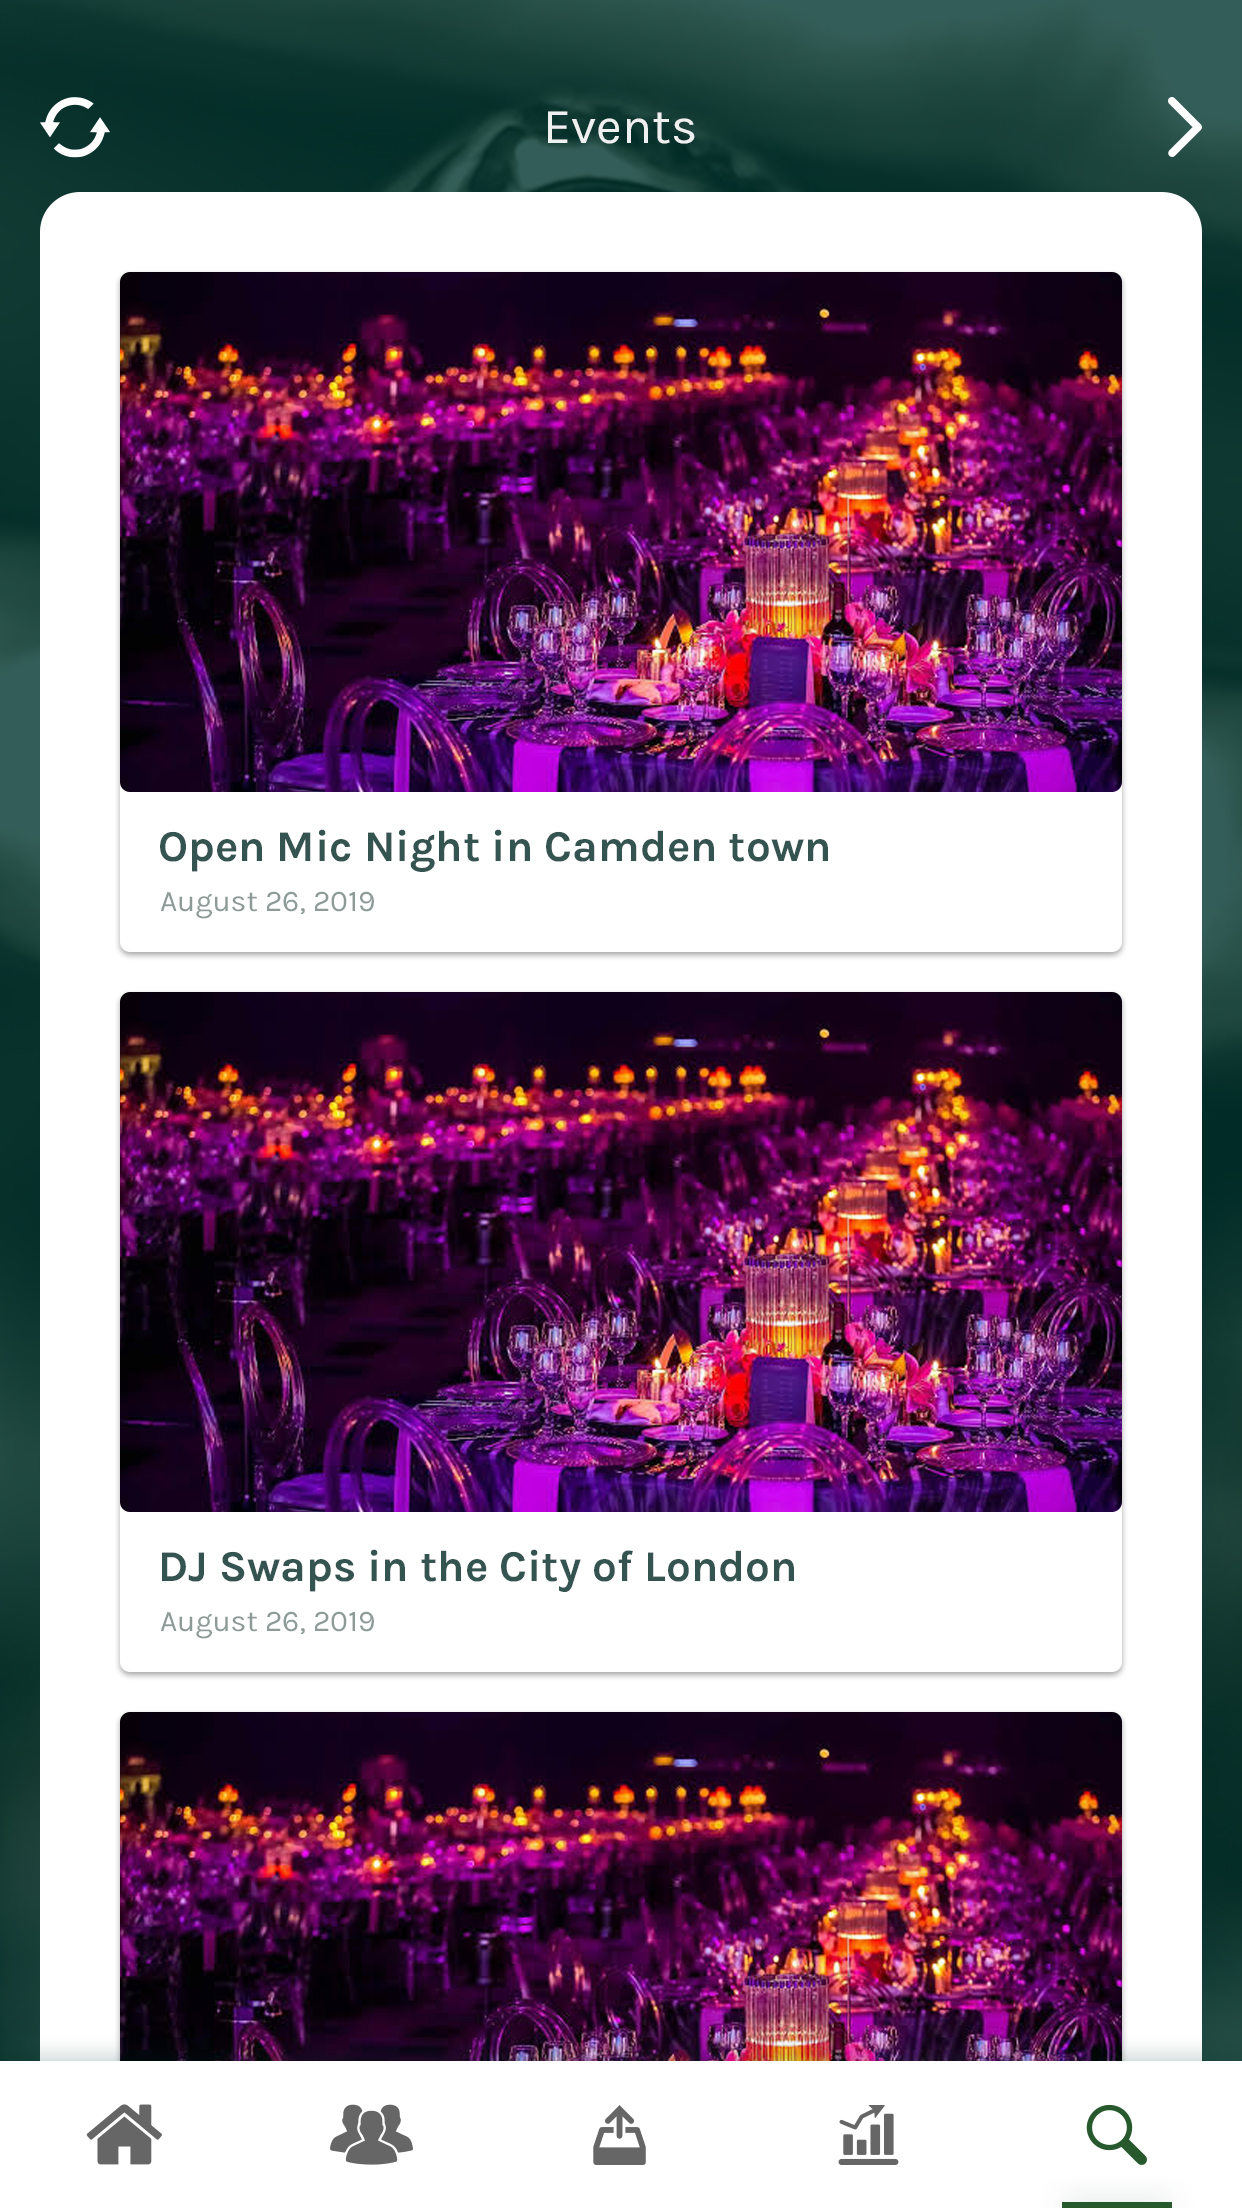 Events
Open Mic Night in Camden town
August 26, 2019
DJ Swaps in the City of London
August 26, 2019